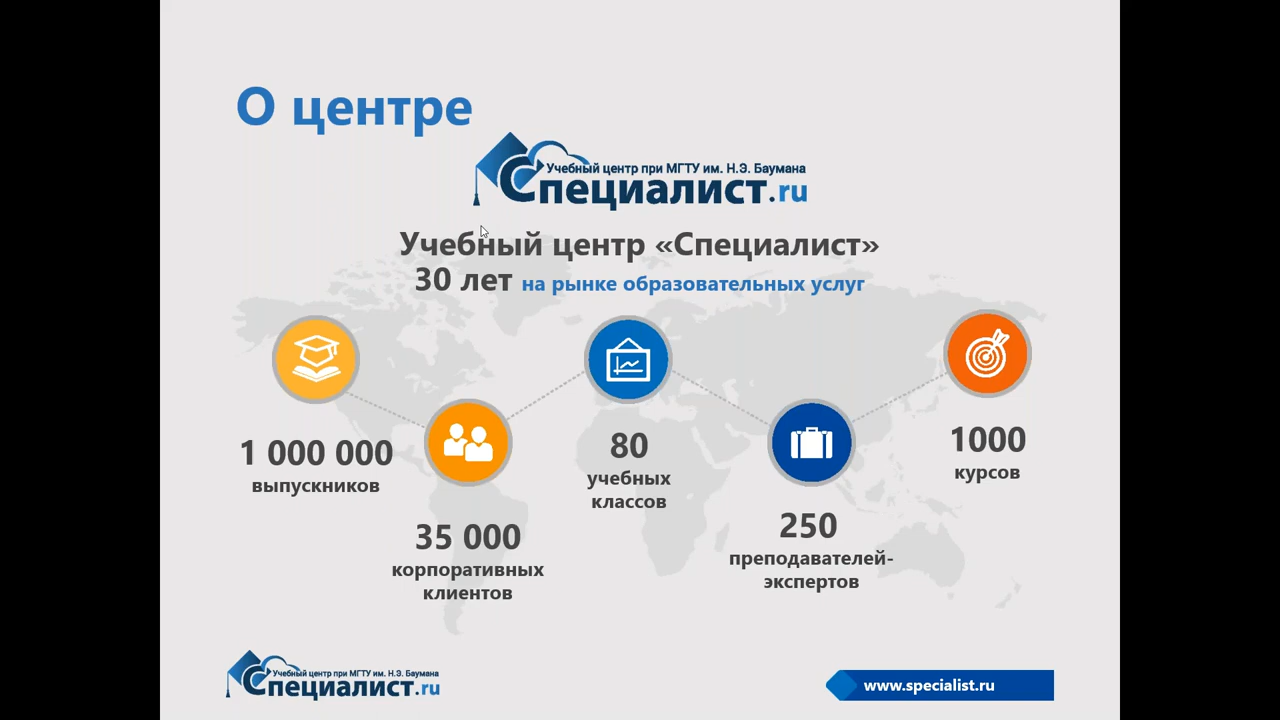 О центре
Учебный центр при МГТУ им. Н.Э. Баумана
Специалист.ru
Учебный центр «Специалист»
30 лет на рынке образовательных услуг
1 000 000
выпускников
35 000
корпоративных
клиентов
80
учебных
классов
250
преподавателей-
экспертов
1000
курсов
Учебный центр при МГТУ им. Н.Э. Баумана
Специалист.ru
www.specialist.ru